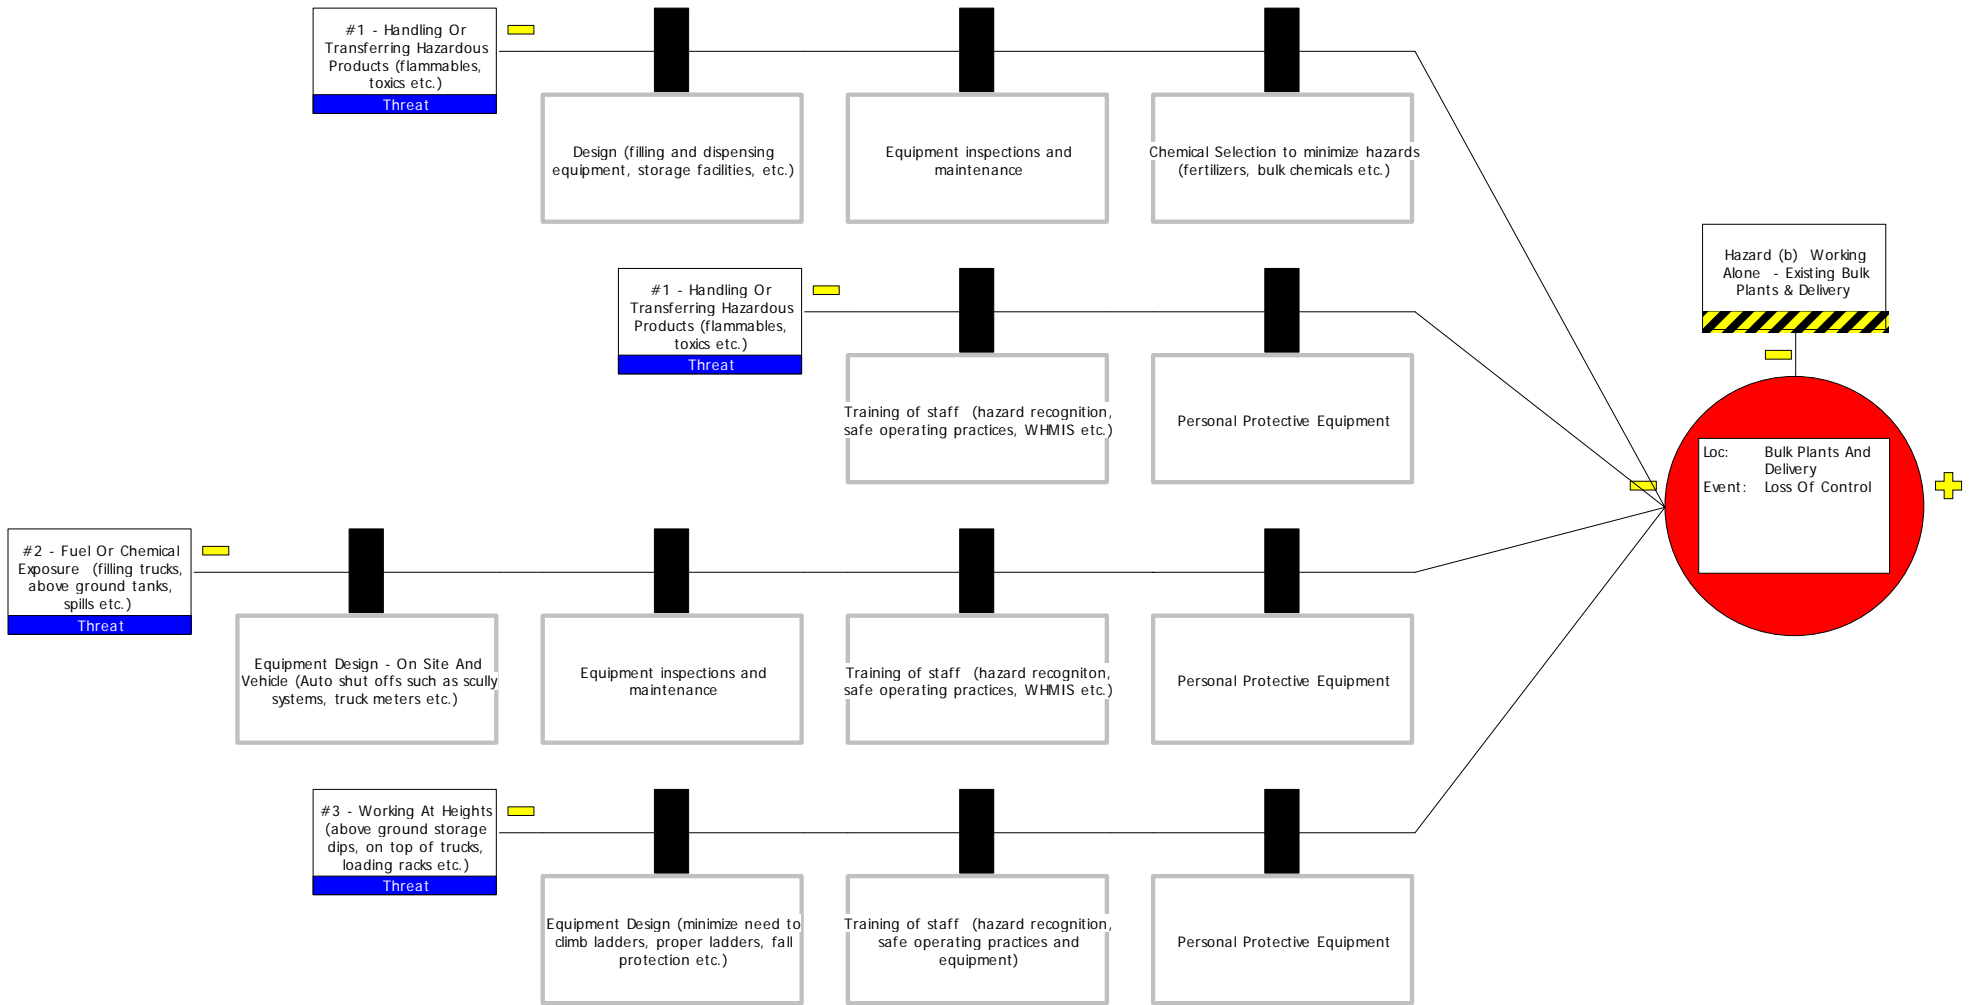 #1 - Handling Or
Transferring Hazardous
Products (flammables,
toxics etc.)
Threat
Design (filling and dispensing
equipment, storage facilities, etc.)
Equipment inspections and
maintenance
Chemical Selection to minimize hazards
(fertilizers, bulk chemicals etc.)
#1 - Handling Or
Transferring Hazardous
Products (flammables,
toxics etc.)
Threat
Training of staff (hazard recognition,
safe operating practices, WHMIS etc.)
Personal Protective Equipment
Hazard (b) Working
Alone - Existing Bulk
Plants & Delivery
Loc: Bulk Plants And
Delivery
Event: Loss Of Control
#2 - Fuel Or Chemical
Exposure (filling trucks,
above ground tanks,
spills etc.)
Threat
Equipment Design - On Site And
Vehicle (Auto shut offs such as scully
systems, truck meters etc.)
Equipment inspections and
maintenance
Training of staff (hazard recogniton,
safe operating practices, WHMIS etc.)
Personal Protective Equipment
#3 - Working At Heights
(above ground storage
dips, on top of trucks,
loading racks etc.)
Threat
Equipment Design (minimize need to
climb ladders, proper ladders, fall
protection etc.)
Training of staff (hazard recognition,
safe operating practices and
equipment)
Personal Protective Equipment